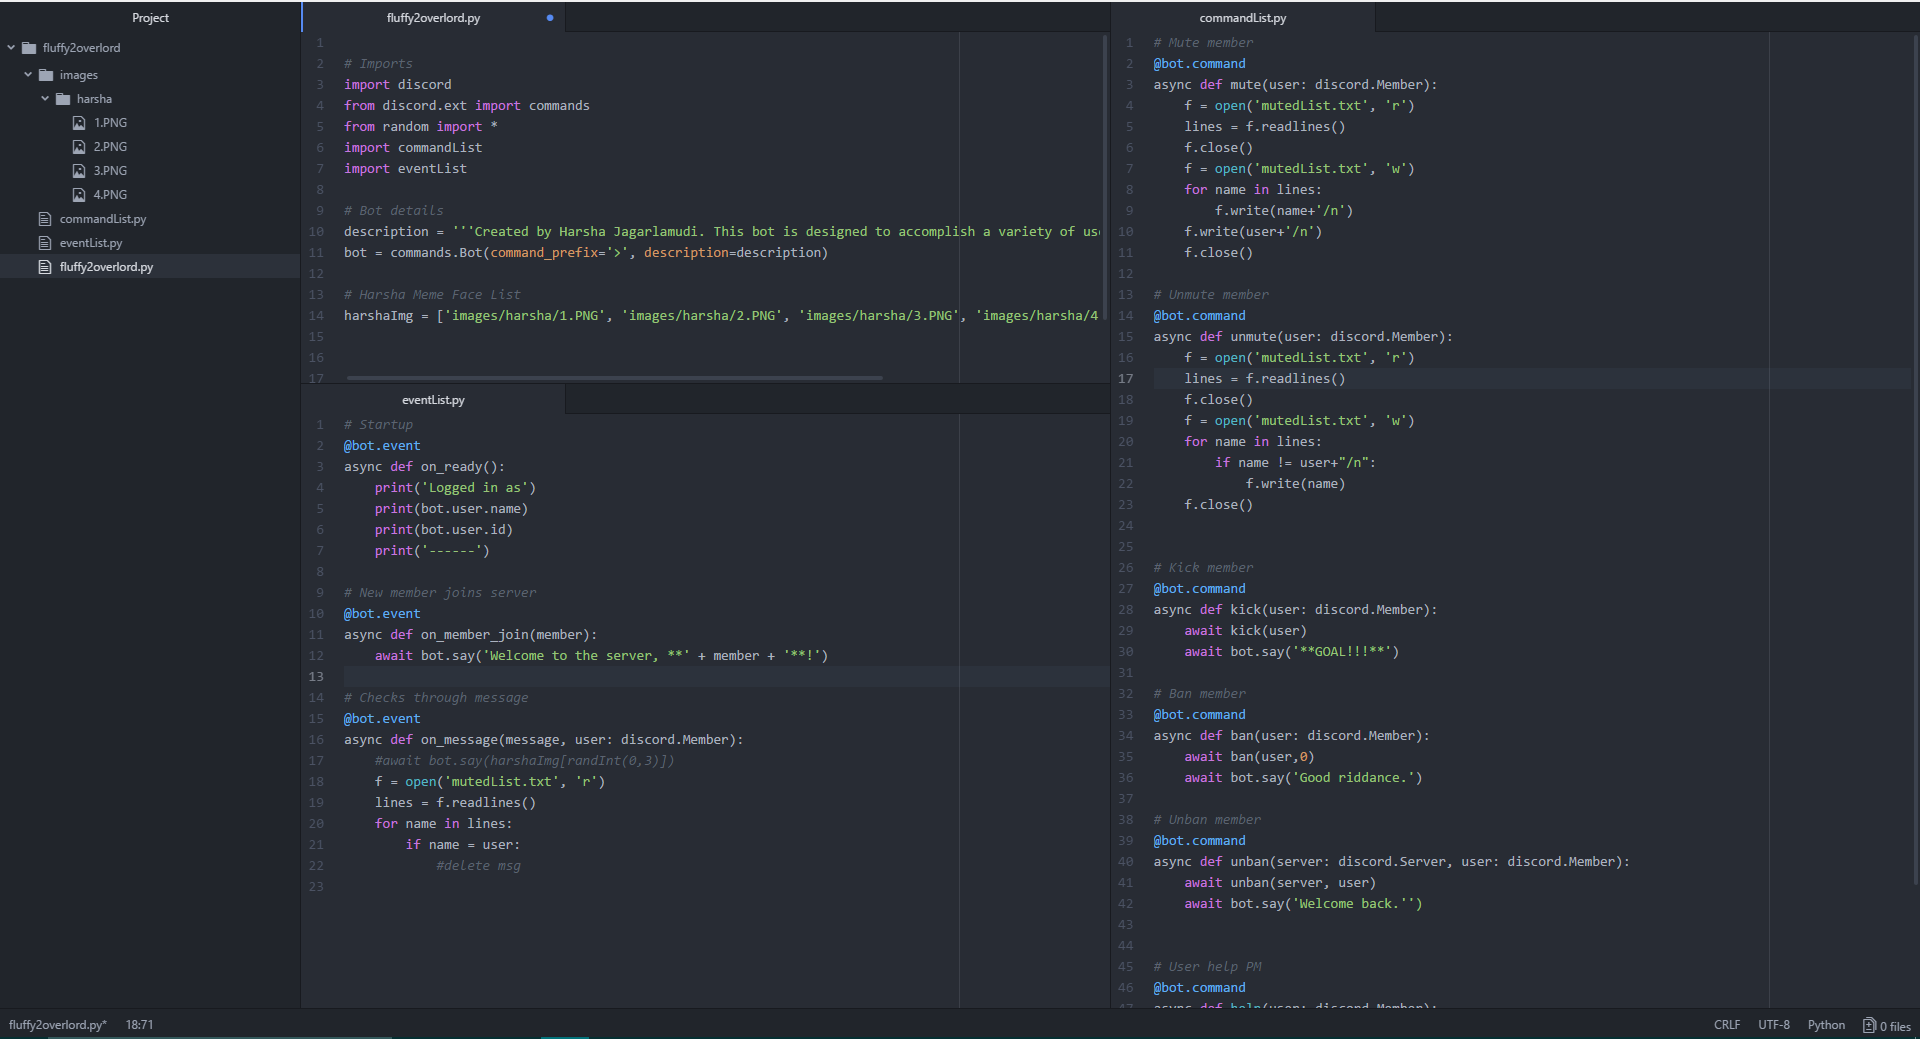 Project
fluffy2overlord
images
harsha
1.PNG
2.PNG
3.PNG
4.PNG
commandList.py
eventList.py
fluffy2overlord.py
fluffy2overlord.py
1
2 # Imports
3 import discord
4 from discord.ext import commands
5 from random import *
6 import commandList
7 import eventList
8
9 # Bot details
10 description = '''Created by Harsha Jagarlamudi. This bot is designed to accomplish a variety of us
11 bot = commands.Bot(command_prefix='>', description=description)
12
13 # Harsha Meme Face List
14 harshaImg = ['images/harsha/1.PNG', 'images/harsha/2.PNG', 'images/harsha/3.PNG', 'images/harsha/4
15
16
17
eventList.py
1 # Startup
2 @bot.event
3 async def on_ready():
4     print('Logged in as')
5     print(bot.user.name)
6     print(bot.user.id)
7     print('------')
8
9 # New member joins server
10 @bot.event
11 async def on_member_join(member):
12     await bot.say('Welcome to the server, **' + member + '**!')
13
14 # Checks through message
15 @bot.event
16 async def on_message(message, user: discord.Member):
17     #await bot.say(harshaImg[randInt(0,3)])
18     f = open('mutedList.txt', 'r')
19     lines = f.readlines()
20     for name in lines:
21         if name = user:
22             #delete msg
23
commandList.py
1 # Mute member
2 @bot.command
3 async def mute(user: discord.Member):
4     f = open('mutedList.txt', 'r')
5     lines = f.readlines()
6     f.close()
7     f = open('mutedList.txt', 'w')
8     for name in lines:
9         f.write(name+'/n')
10     f.write(user+'/n')
11     f.close()
12
13 # Unmute member
14 @bot.command
15 async def unmute(user: discord.Member):
16     f = open('mutedList.txt', 'r')
17     lines = f.readlines()
18     f.close()
19     f = open('mutedList.txt', 'w')
20     for name in lines:
21         if name != user+"/n":
22             f.write(name)
23     f.close()
24
25
26 # Kick member
27 @bot.command
28 async def kick(user: discord.Member):
29     await kick(user)
30     await bot.say('**GOAL!!!**')
31
32 # Ban member
33 @bot.command
34 async def ban(user: discord.Member):
35     await ban(user,0)
36     await bot.say('Good riddance.')
37
38 # Unban member
39 @bot.command
40 async def unban(server: discord.Server, user: discord.Member):
41     await unban(server, user)
42     await bot.say('Welcome back.'')
43
44
45 # User help PM
46 @bot.command
47 async def help(user: discord.Member):
fluffy2overlord.py* 18:71
CRLF UTF-8 Python 0 files